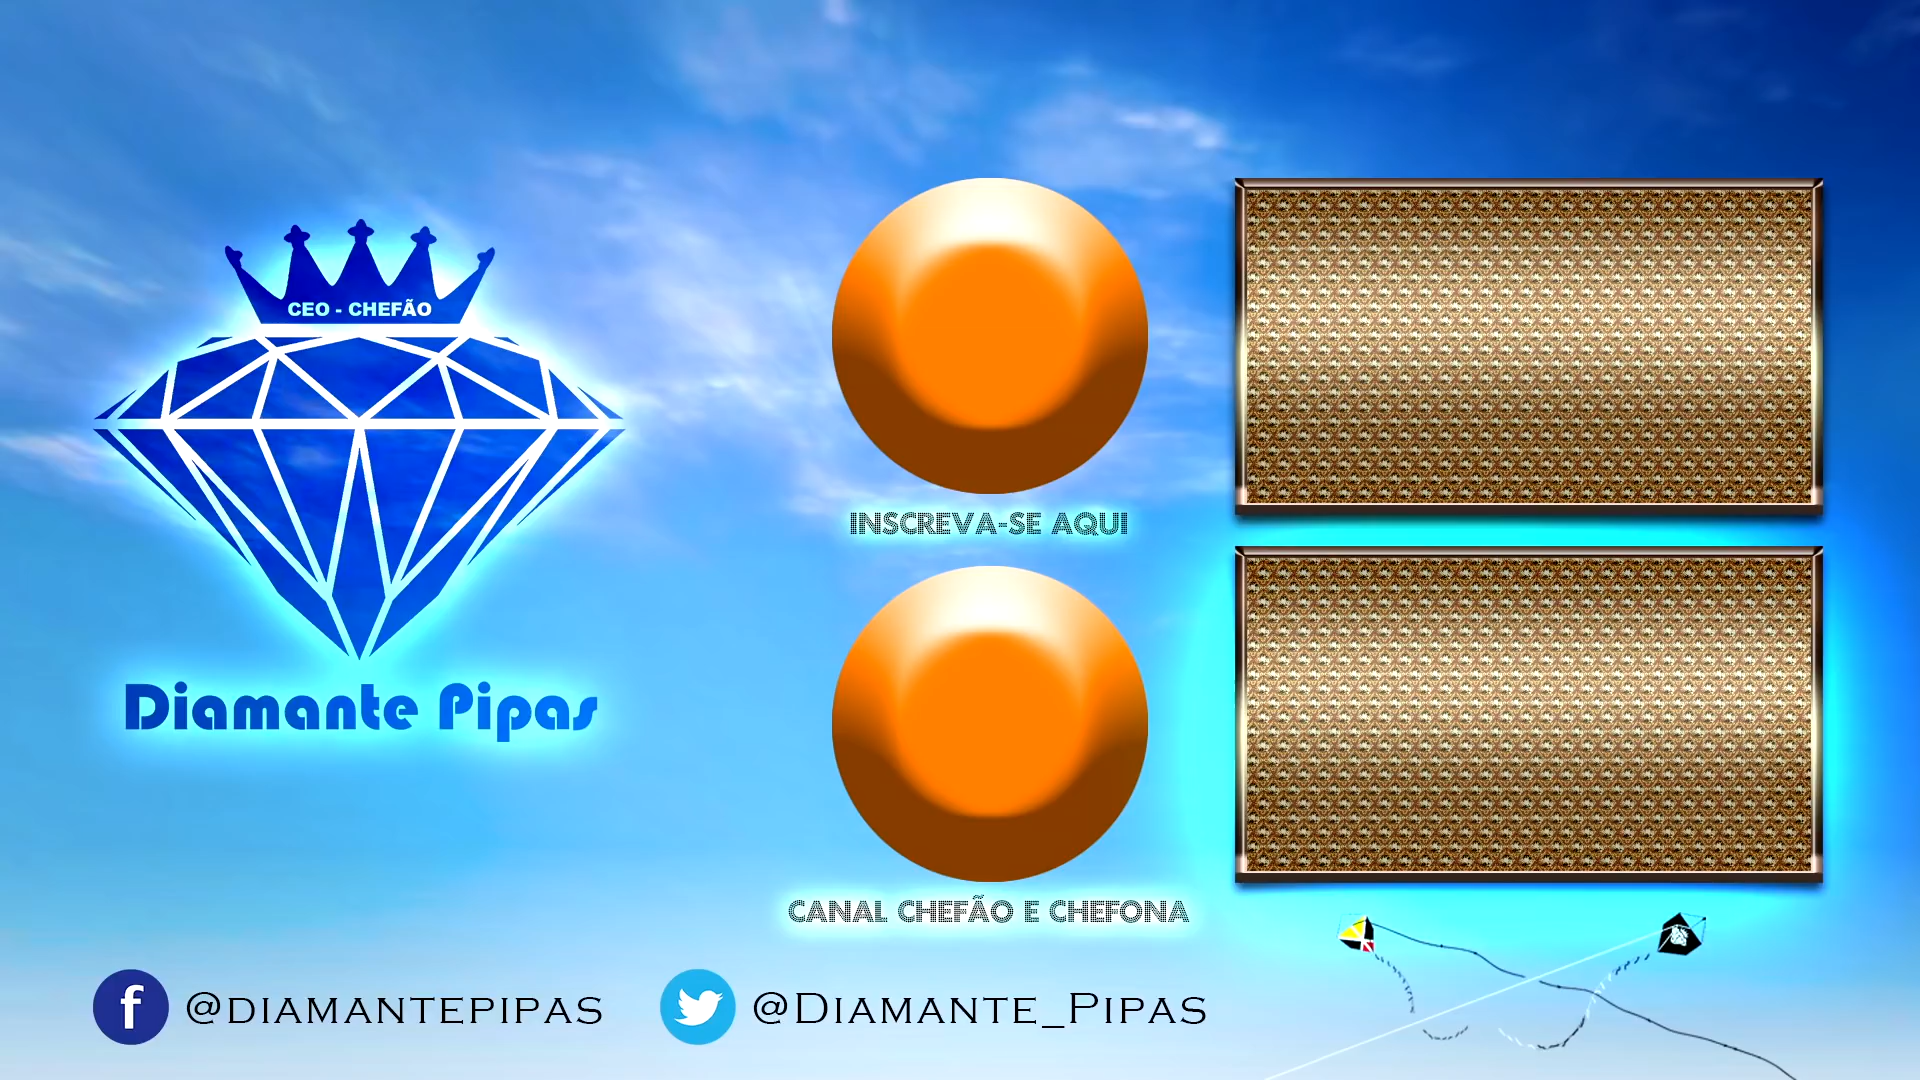 CEO - CHEFÃO
Diamante Pipas
INSCREVA-SE AQUI
CANAL CHEFÃO E CHEFONA
f @DIAMANTEPIPAS
@DIAMANTE_PIPAS